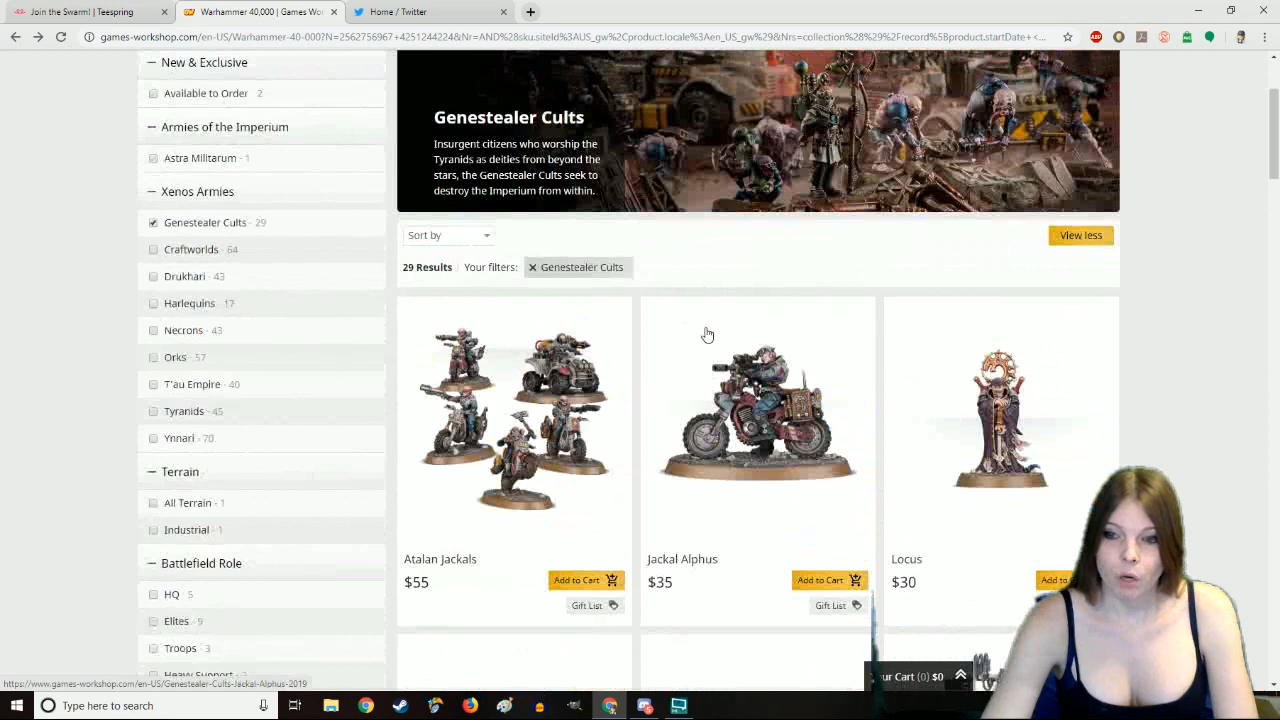 Join the Swarm! | Teespring
Warhammer 40,000 | Games Wor
Home / Twitter
games-workshop.com/en-US/Warhammer-40-000?N=2562756967+4251244224&Nr=AND%28sku.siteId%3AUS_gw%2Cproduct.locale%3Aen_US_gw%29&Nrs=collection%28%29%2Frecord%5Bproduct.startDate+<...
New & Exclusive
Available to Order 2
Armies of the Imperium
Astra Militarum - 1
Xenos Armies
Genestealer Cults - 29
Craftworlds 64
Drukhari - 43
Harlequins 17
Necrons - 43
Orks - 57
T'au Empire - 40
Tyranids - 45
Ynnari - 70
Terrain
All Terrain - 1
Industrial - 1
Battlefield Role
HQ - 5
Elites - 9
Troops - 3
Heavy Support
Genestealer Cults
Insurgent citizens who worship the
Tyranids as deities from beyond the
stars, the Genestealer Cults seek to
destroy the Imperium from within.
Sort by
View less
29 Results Your filters: Genestealer Cults
Atalan Jackals
$55
Add to Cart
Gift List
Jackal Alphus
$35
Add to Cart
Gift List
Locus
$30
Add to
ur Cart (0) $0
https://www.games-workshop.com/en-US/Genestealer-Cults-Jackal-Alphus-2019
Type here to search